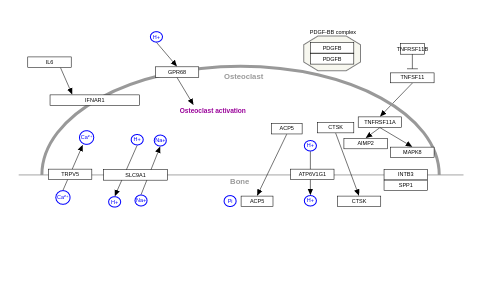 PDGF-BB complex
H+
PDGFB
TNFRSF11B
PDGFB
IL6
GPR68
Osteoclast
TNFSF11
IFNAR1
Osteoclast activation
TNFRSF11A
ACP5
CTSK
Ca²⁺
H+
Na+
H+
AIMP2
MAPK8
TRPV5
SLC9A1
ATP6V1G1
INTB3
Bone
SPP1
Ca²⁺
H+
Na+
Pi
ACP5
H+
CTSK